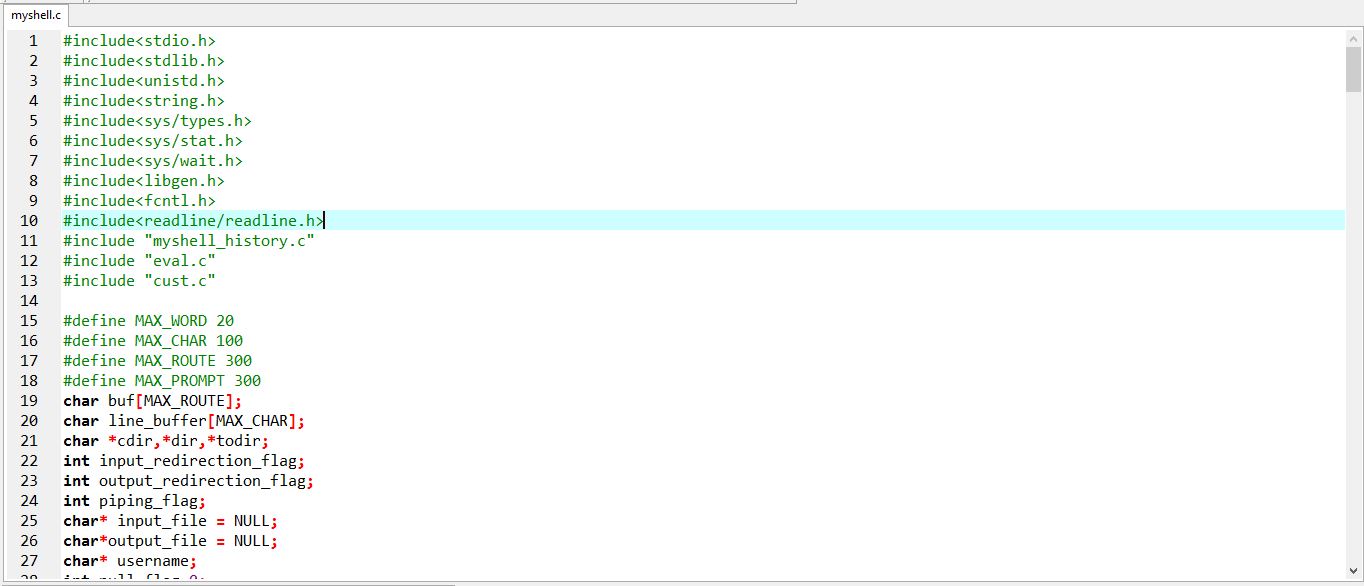 myshell.c
1 #include<stdio.h>
2 #include<stdlib.h>
3 #include<unistd.h>
4 #include<string.h>
5 #include<sys/types.h>
6 #include<sys/stat.h>
7 #include<sys/wait.h>
8 #include<libgen.h>
9 #include<fcntl.h>
10 #include<readline/readline.h>
11 #include "myshell_history.c"
12 #include "eval.c"
13 #include "cust.c"
14
15 #define MAX_WORD 20
16 #define MAX_CHAR 100
17 #define MAX_ROUTE 300
18 #define MAX_PROMPT 300
19 char buf[MAX_ROUTE];
20 char line_buffer[MAX_CHAR];
21 char *cdir,*dir,*todir;
22 int input_redirection_flag;
23 int output_redirection_flag;
24 int piping_flag;
25 char* input_file = NULL;
26 char*output_file = NULL;
27 char* username;